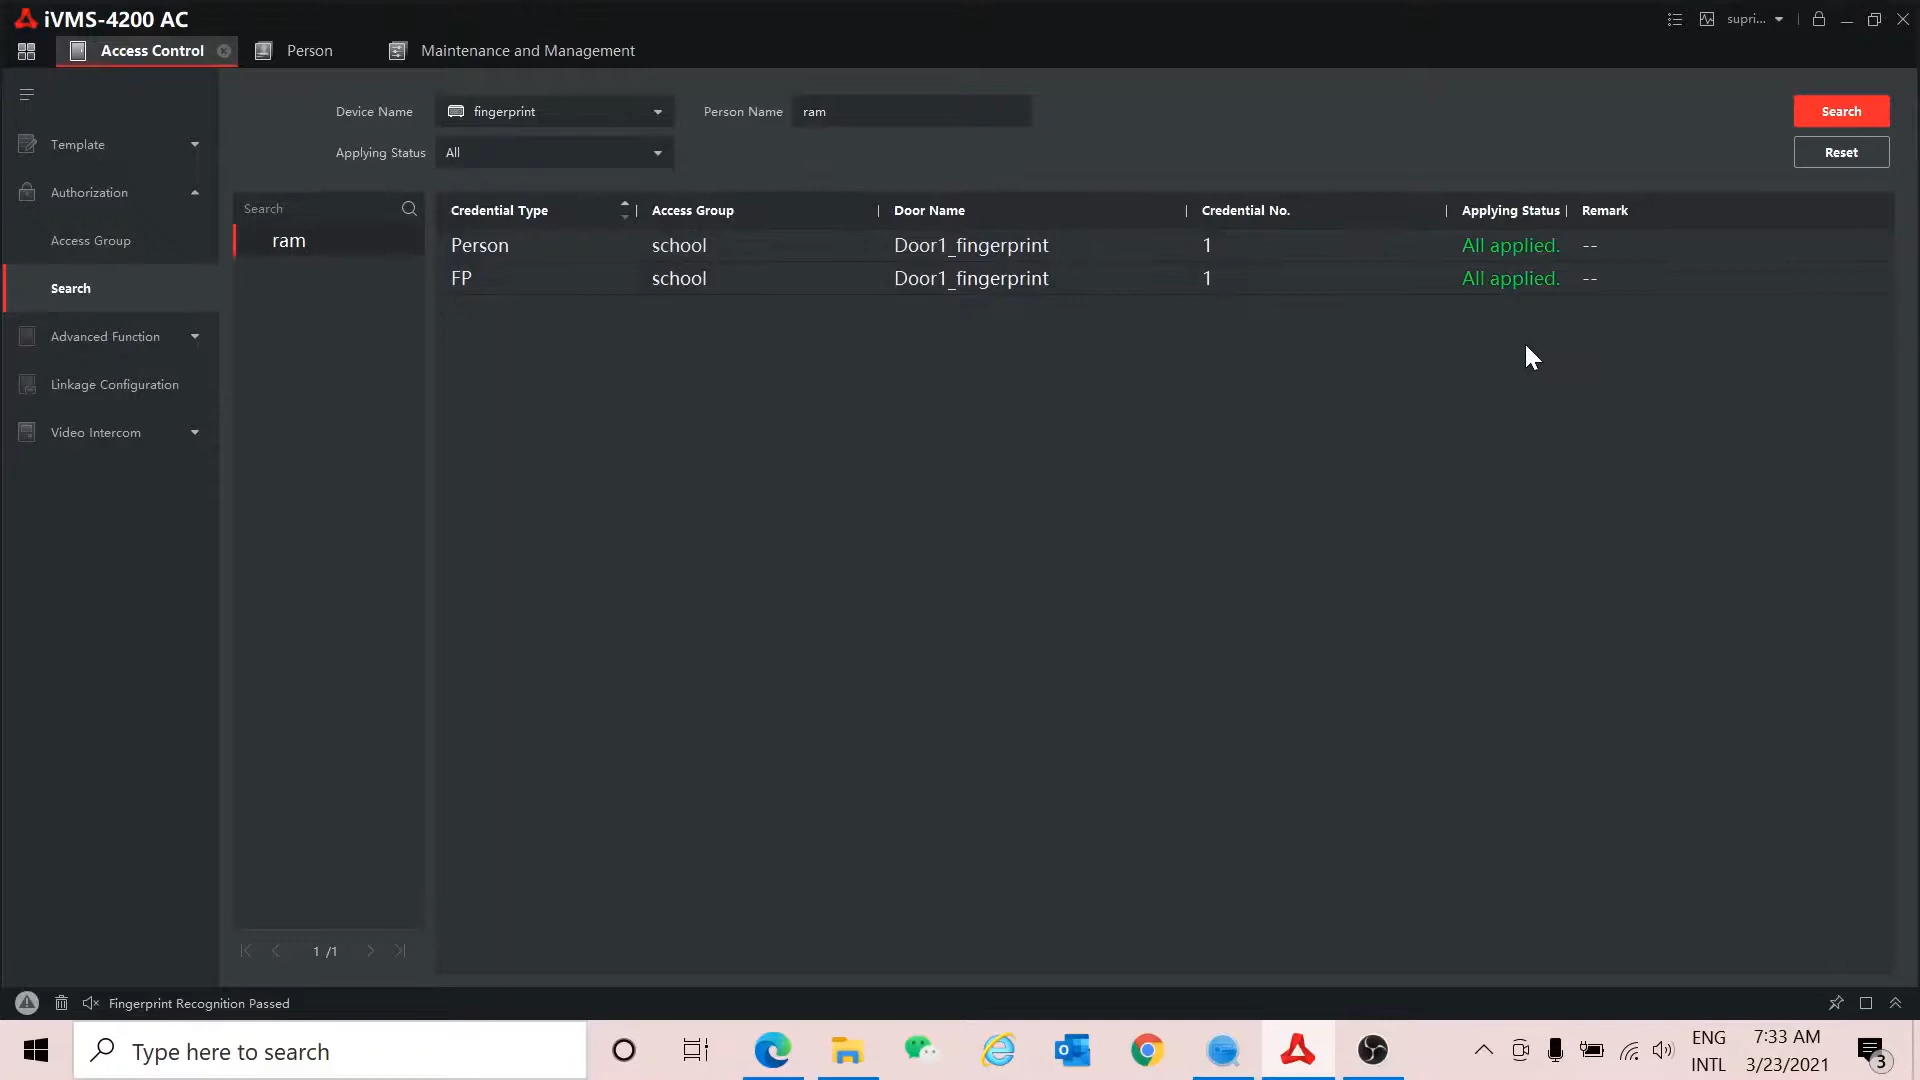 iVMS-4200 AC
supri...
Access Control
Person
Maintenance and Management
Device Name
fingerprint
Person Name
ram
Search
Applying Status
All
Reset
Template
Authorization
Access Group
Search
Advanced Function
Linkage Configuration
Video Intercom
Search
ram
1 /1
Credential Type Access Group Door Name Credential No. Applying Status Remark
Person school Door1_fingerprint 1 All applied. --
FP school Door1_fingerprint 1 All applied. --
Fingerprint Recognition Passed
Type here to search
ENG
INTL
7:33 AM
3/23/2021
3